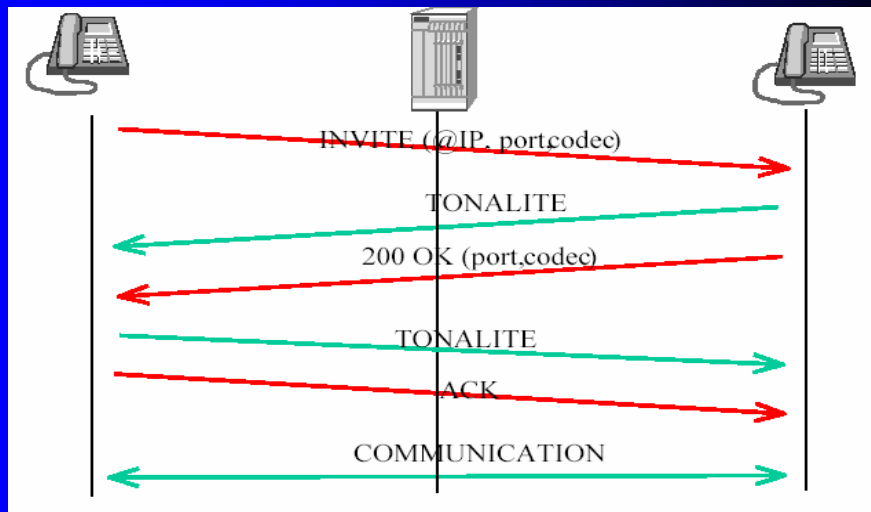 INVITE (@IP, port,codec)
TONALITE
200 OK (port,codec)
TONALITE
ACK
COMMUNICATION